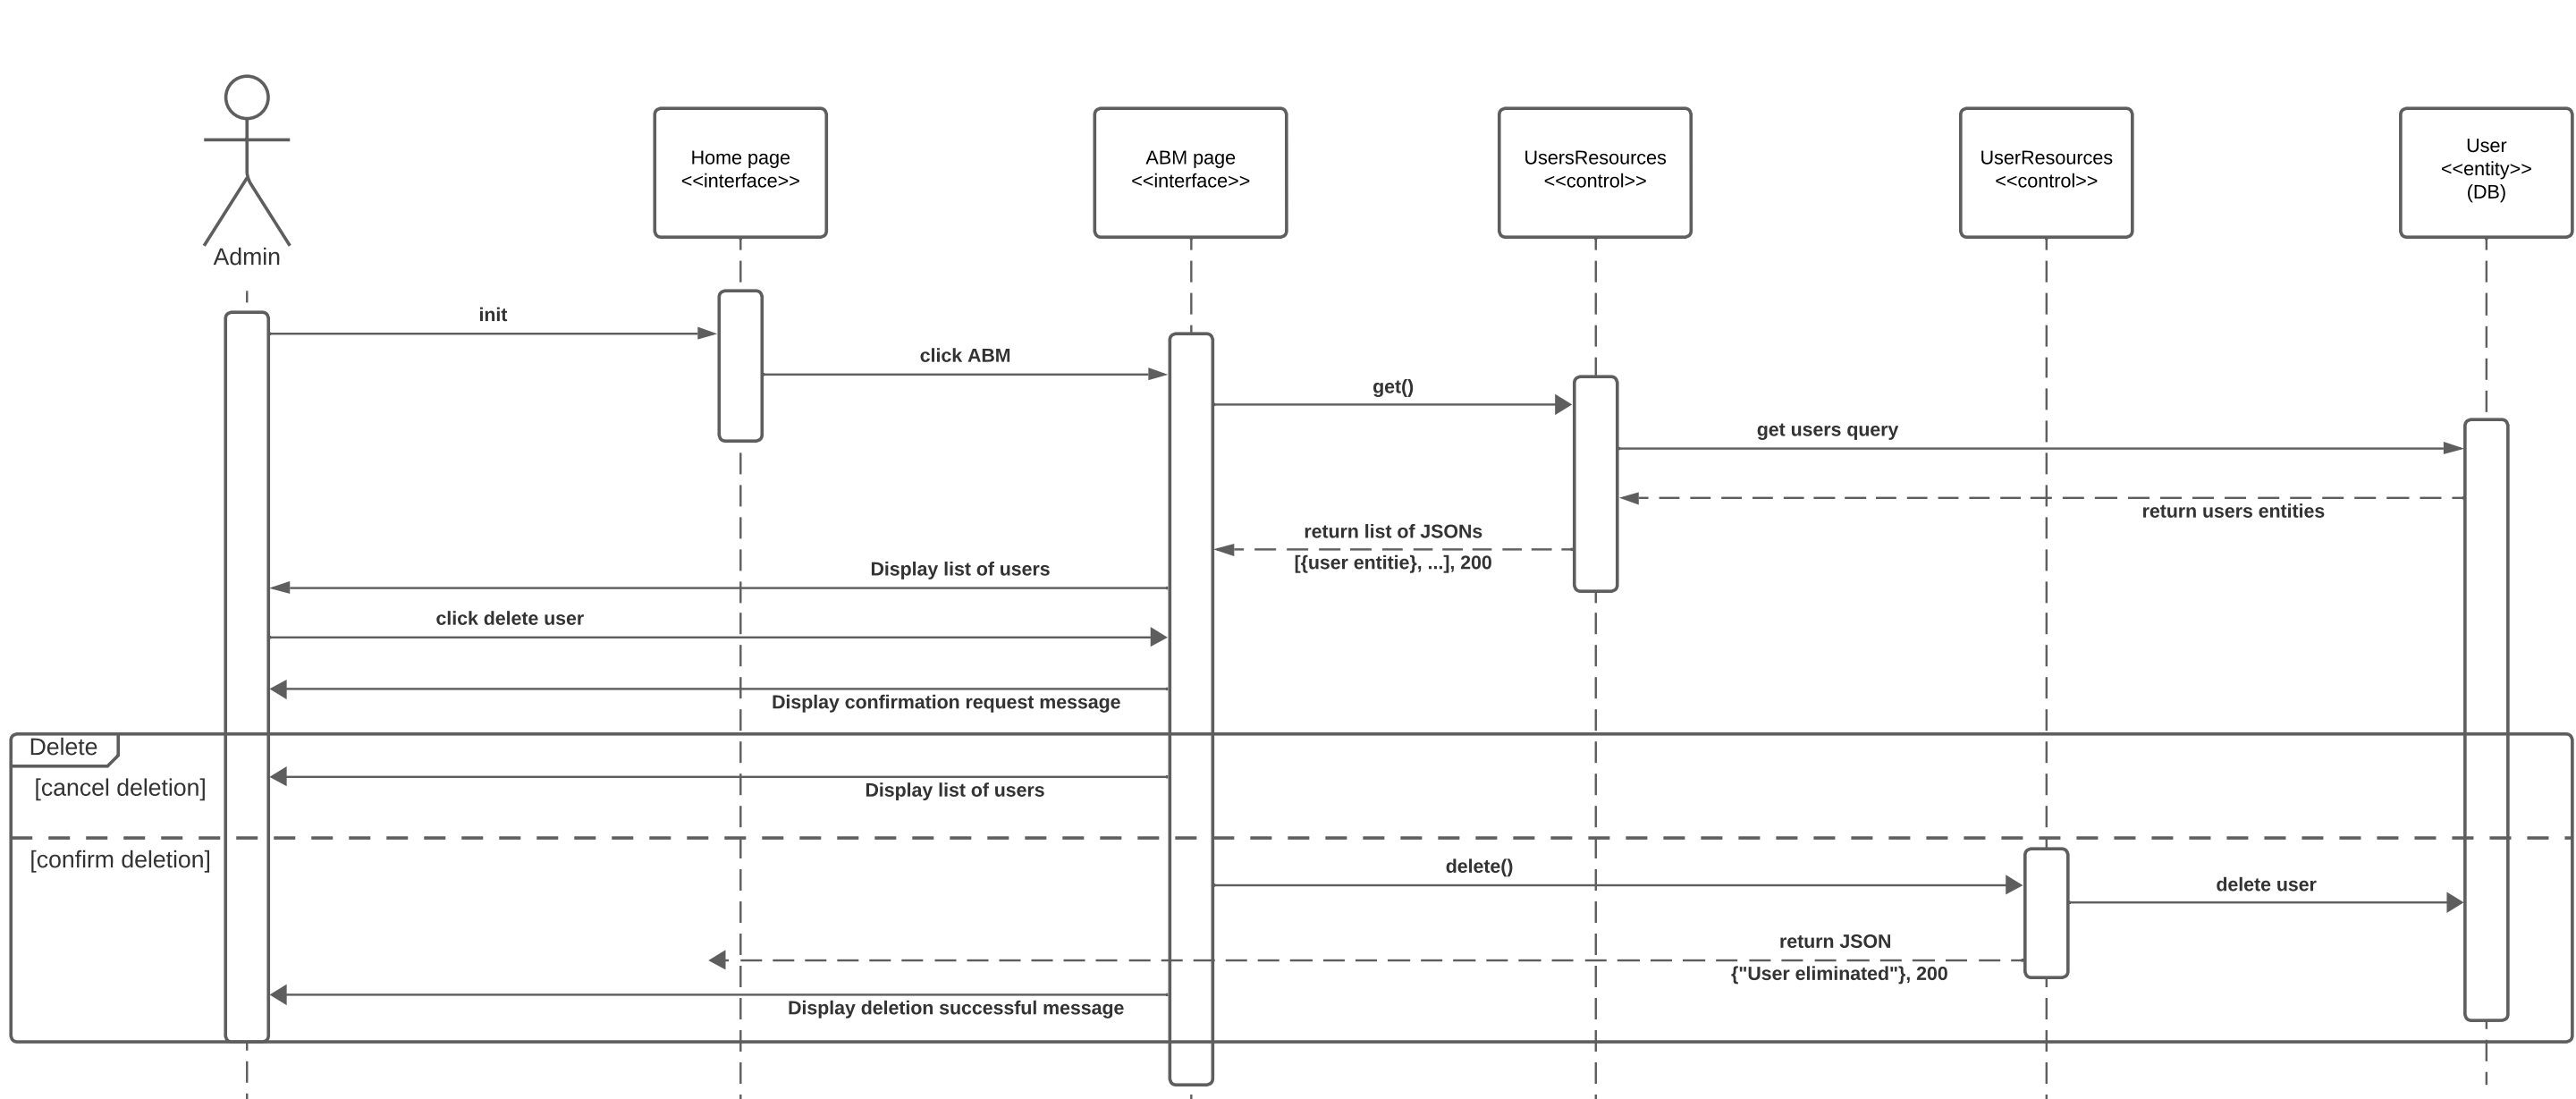 Admin
Home page
<<interface>>
ABM page
<<interface>>
UsersResources
<<control>>
UserResources
<<control>>
User
<<entity>>
(DB)
init
click ABM
get()
get users query
return users entities
return list of JSONs
[{user entitie}, ...], 200
Display list of users
click delete user
Display confirmation request message
Delete
[cancel deletion]
Display list of users
[confirm deletion]
delete()
delete user
return JSON
{"User eliminated"}, 200
Display deletion successful message